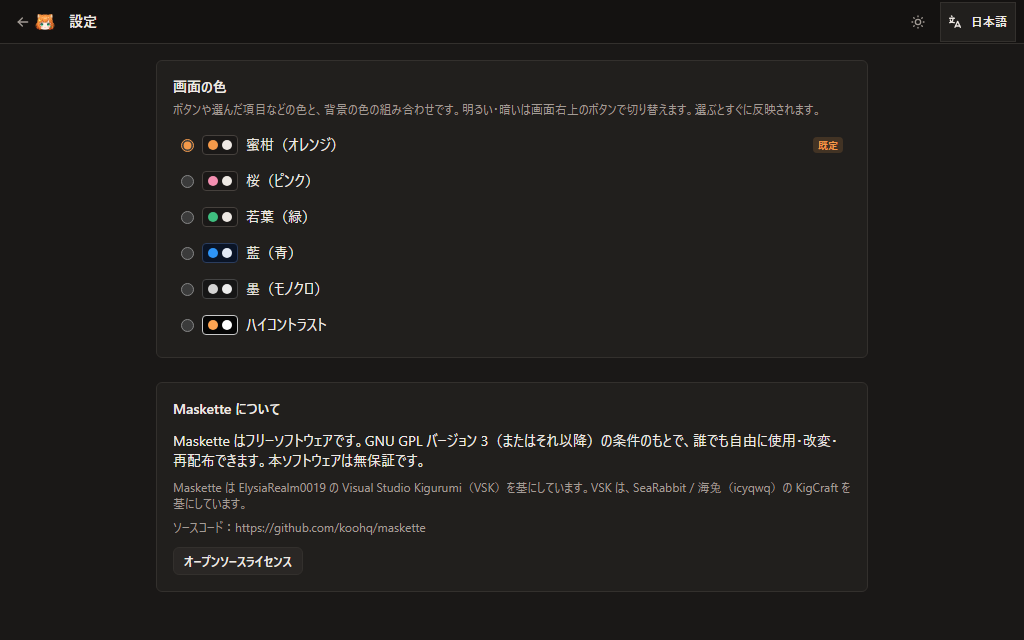 設定
日本語
画面の色
ボタンや選んだ項目などの色と、背景の色の組み合わせです。明るい・暗いは画面右上のボタンで切り替えます。選ぶとすぐに反映されます。
蜜柑（オレンジ）
既定
桜（ピンク）
若葉（緑）
藍（青）
墨（モノクロ）
ハイコントラスト
Maskette について
Maskette はフリーソフトウェアです。GNU GPL バージョン 3（またはそれ以降）の条件のもとで、誰でも自由に使用・改変・
再配布できます。本ソフトウェアは無保証です。
Maskette は ElysiaRealm0019 の Visual Studio Kigurumi（VSK）を基にしています。VSK は、SeaRabbit / 海兔（icyqwq）の KigCraft を
基にしています。
ソースコード：https://github.com/koohq/maskette
オープンソースライセンス